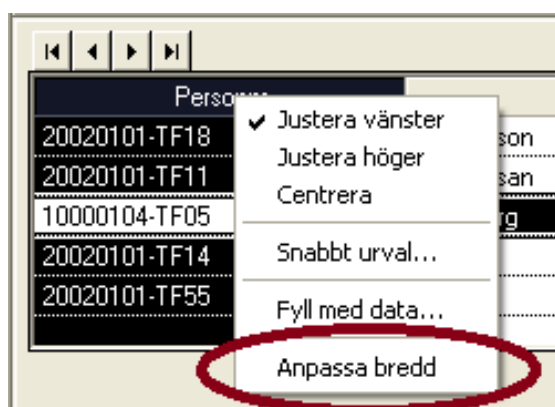 Person
20020101-TF18
20020101-TF11
10000104-TF05
20020101-TF14
20020101-TF55
Justera vänster
Justera höger
Centrera
Snabbt urval...
Fyll med data...
Anpassa bredd
son
san
rg